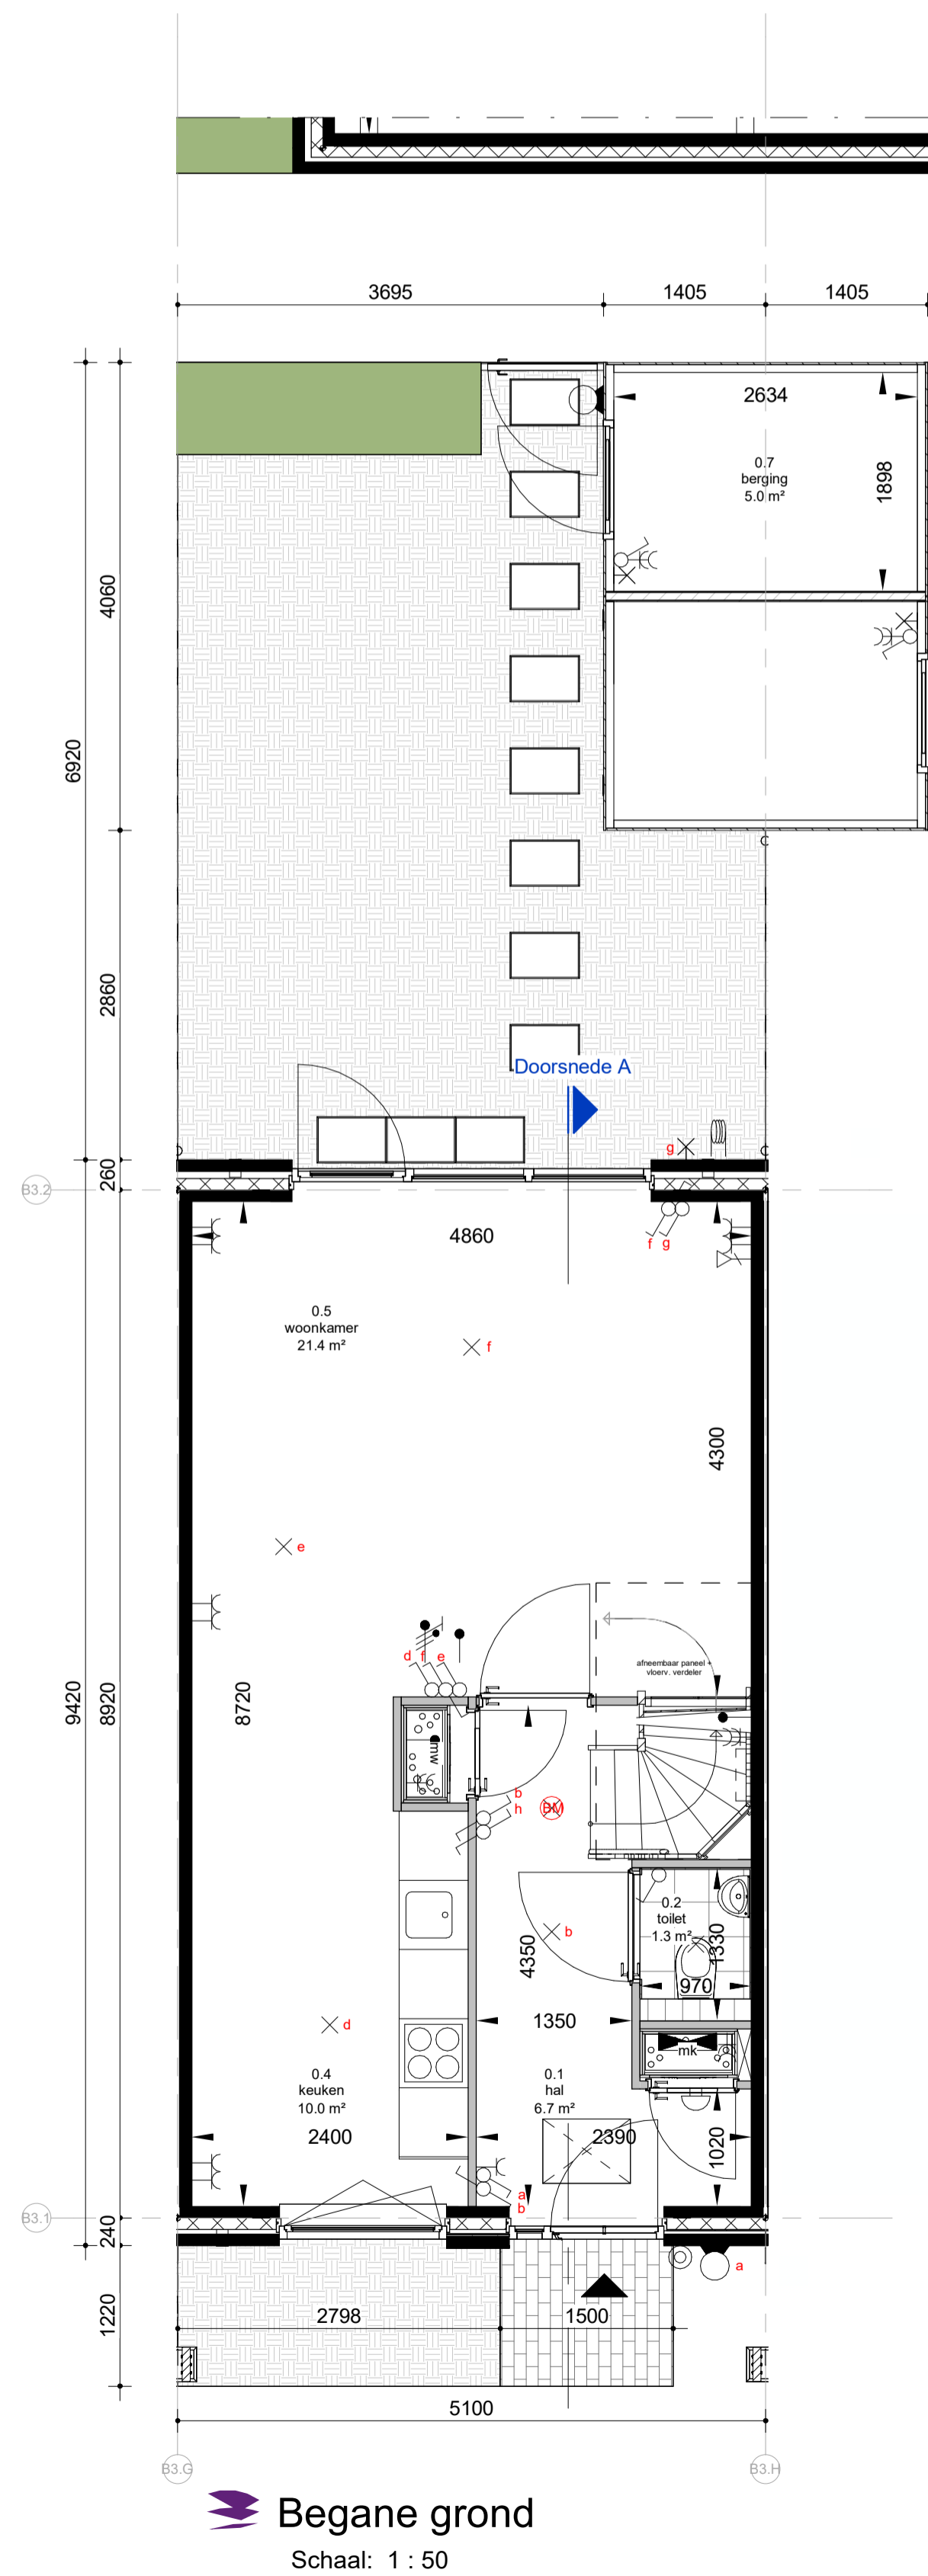 3695
1405
1405
2634
0.7
berging
5.0 m²
1898
4060
6920
2860
Doorsnede A
g
260
B3.2
4860
f g
0.5
woonkamer
21.4 m²
f
4300
e
afneembaar paneel +
vloerv. verdeler
d f e
9420
8920
8720
mw
b
h
BM
0.2
toilet
1.3 m²
1330
b
4350
970
1350
d
mk
0.4
keuken
10.0 m²
0.1
hal
6.7 m²
2400
2390
1020
a
b
B3.1
240
a
1220
2798
1500
5100
B3.G
B3.H
Begane grond
Schaal: 1 : 50